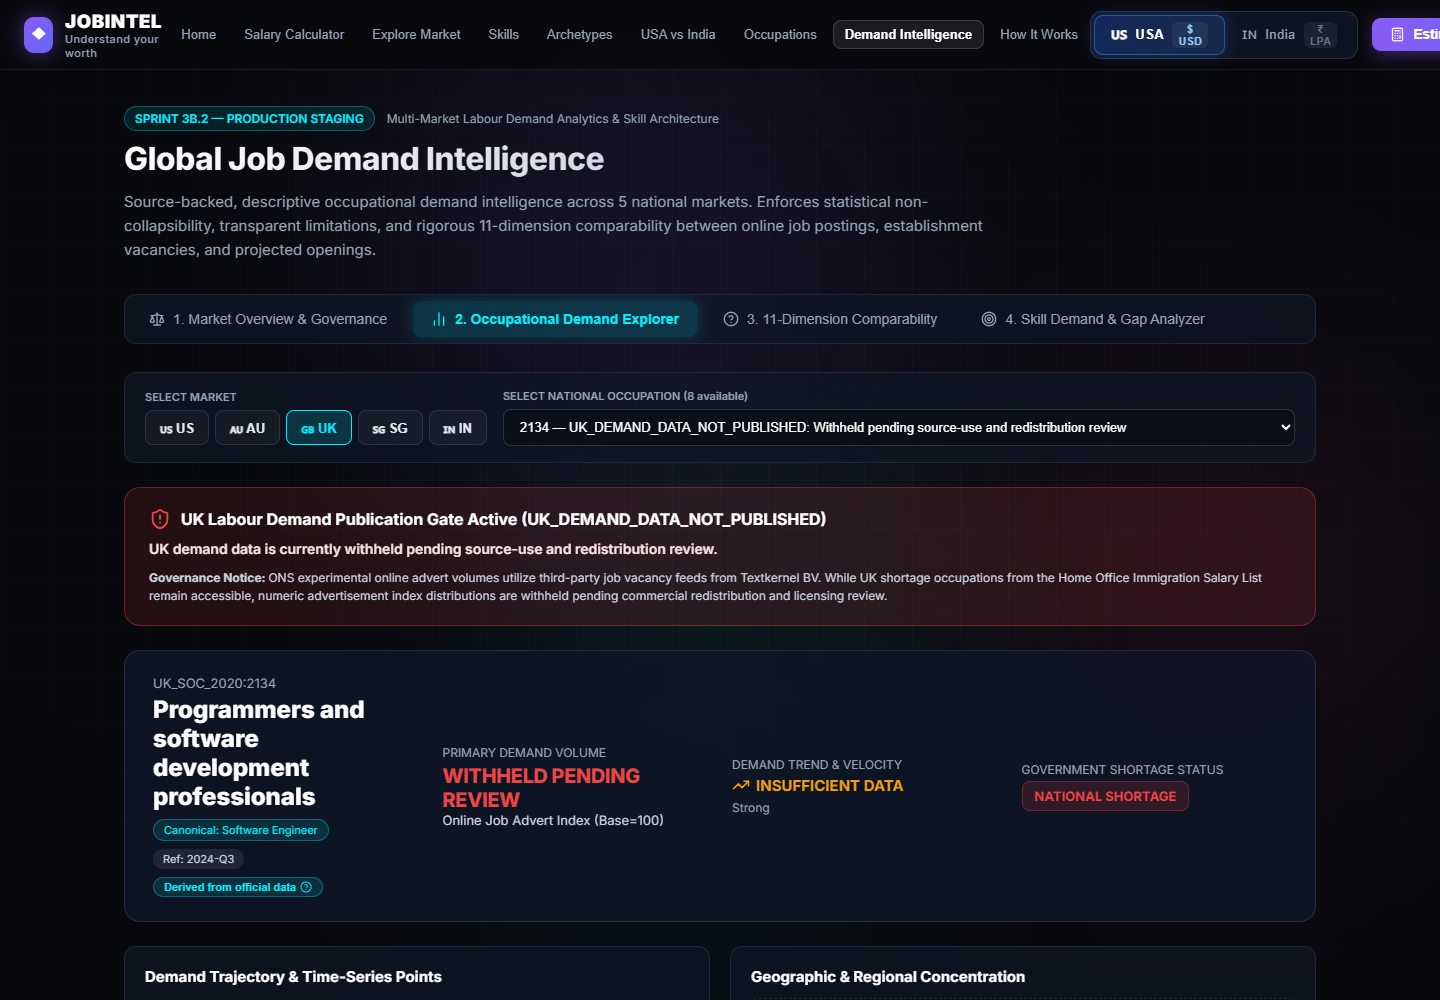 JOBINTEL
Understand your
worth
Home
Salary Calculator
Explore Market
Skills
Archetypes
USA vs India
Occupations
Demand Intelligence
How It Works
US USA $ USD
IN India ₹ LPA
SPRINT 3B.2 — PRODUCTION STAGING
Multi-Market Labour Demand Analytics & Skill Architecture
Global Job Demand Intelligence
Source-backed, descriptive occupational demand intelligence across 5 national markets. Enforces statistical non-
collapsibility, transparent limitations, and rigorous 11-dimension comparability between online job postings, establishment
vacancies, and projected openings.
1. Market Overview & Governance
2. Occupational Demand Explorer
3. 11-Dimension Comparability
4. Skill Demand & Gap Analyzer
SELECT MARKET
US US
AU AU
GB UK
SG SG
IN IN
SELECT NATIONAL OCCUPATION (8 available)
2134 — UK_DEMAND_DATA_NOT_PUBLISHED: Withheld pending source-use and redistribution review
UK Labour Demand Publication Gate Active (UK_DEMAND_DATA_NOT_PUBLISHED)
UK demand data is currently withheld pending source-use and redistribution review.
Governance Notice: ONS experimental online advert volumes utilize third-party job vacancy feeds from Textkernel BV. While UK shortage occupations from the Home Office Immigration Salary List
remain accessible, numeric advertisement index distributions are withheld pending commercial redistribution and licensing review.
UK_SOC_2020:2134
Programmers and
software
development
professionals
Canonical: Software Engineer
Ref: 2024-Q3
Derived from official data
PRIMARY DEMAND VOLUME
WITHHELD PENDING
REVIEW
Online Job Advert Index (Base=100)
DEMAND TREND & VELOCITY
INSUFFICIENT DATA
Strong
GOVERNMENT SHORTAGE STATUS
NATIONAL SHORTAGE
Demand Trajectory & Time-Series Points
Geographic & Regional Concentration